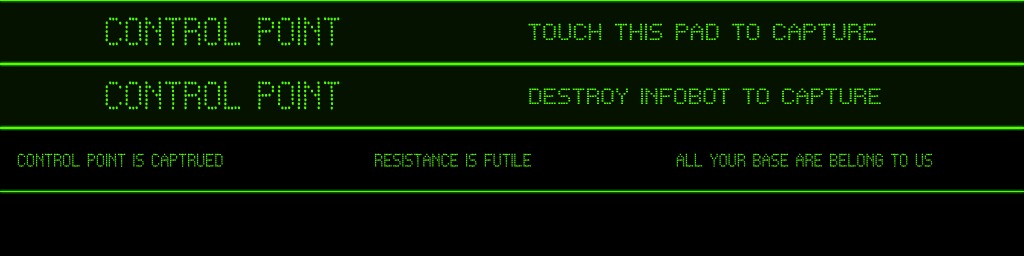 CONTROL POINT TOUCH THIS PAD TO CAPTURE
CONTROL POINT DESTROY INFOBOT TO CAPTURE
CONTROL POINT IS CAPTRUED RESISTANCE IS FUTILE ALL YOUR BASE ARE BELONG TO US